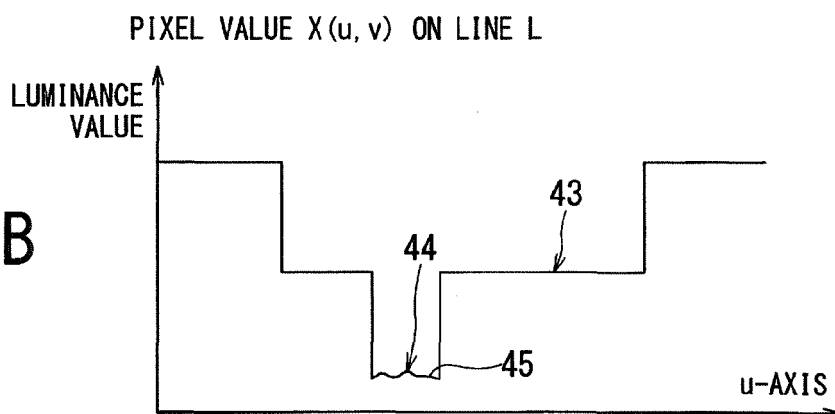 PIXEL VALUE X(u, v) ON LINE L
LUMINANCE
VALUE
B
43
44
45
u-AXIS